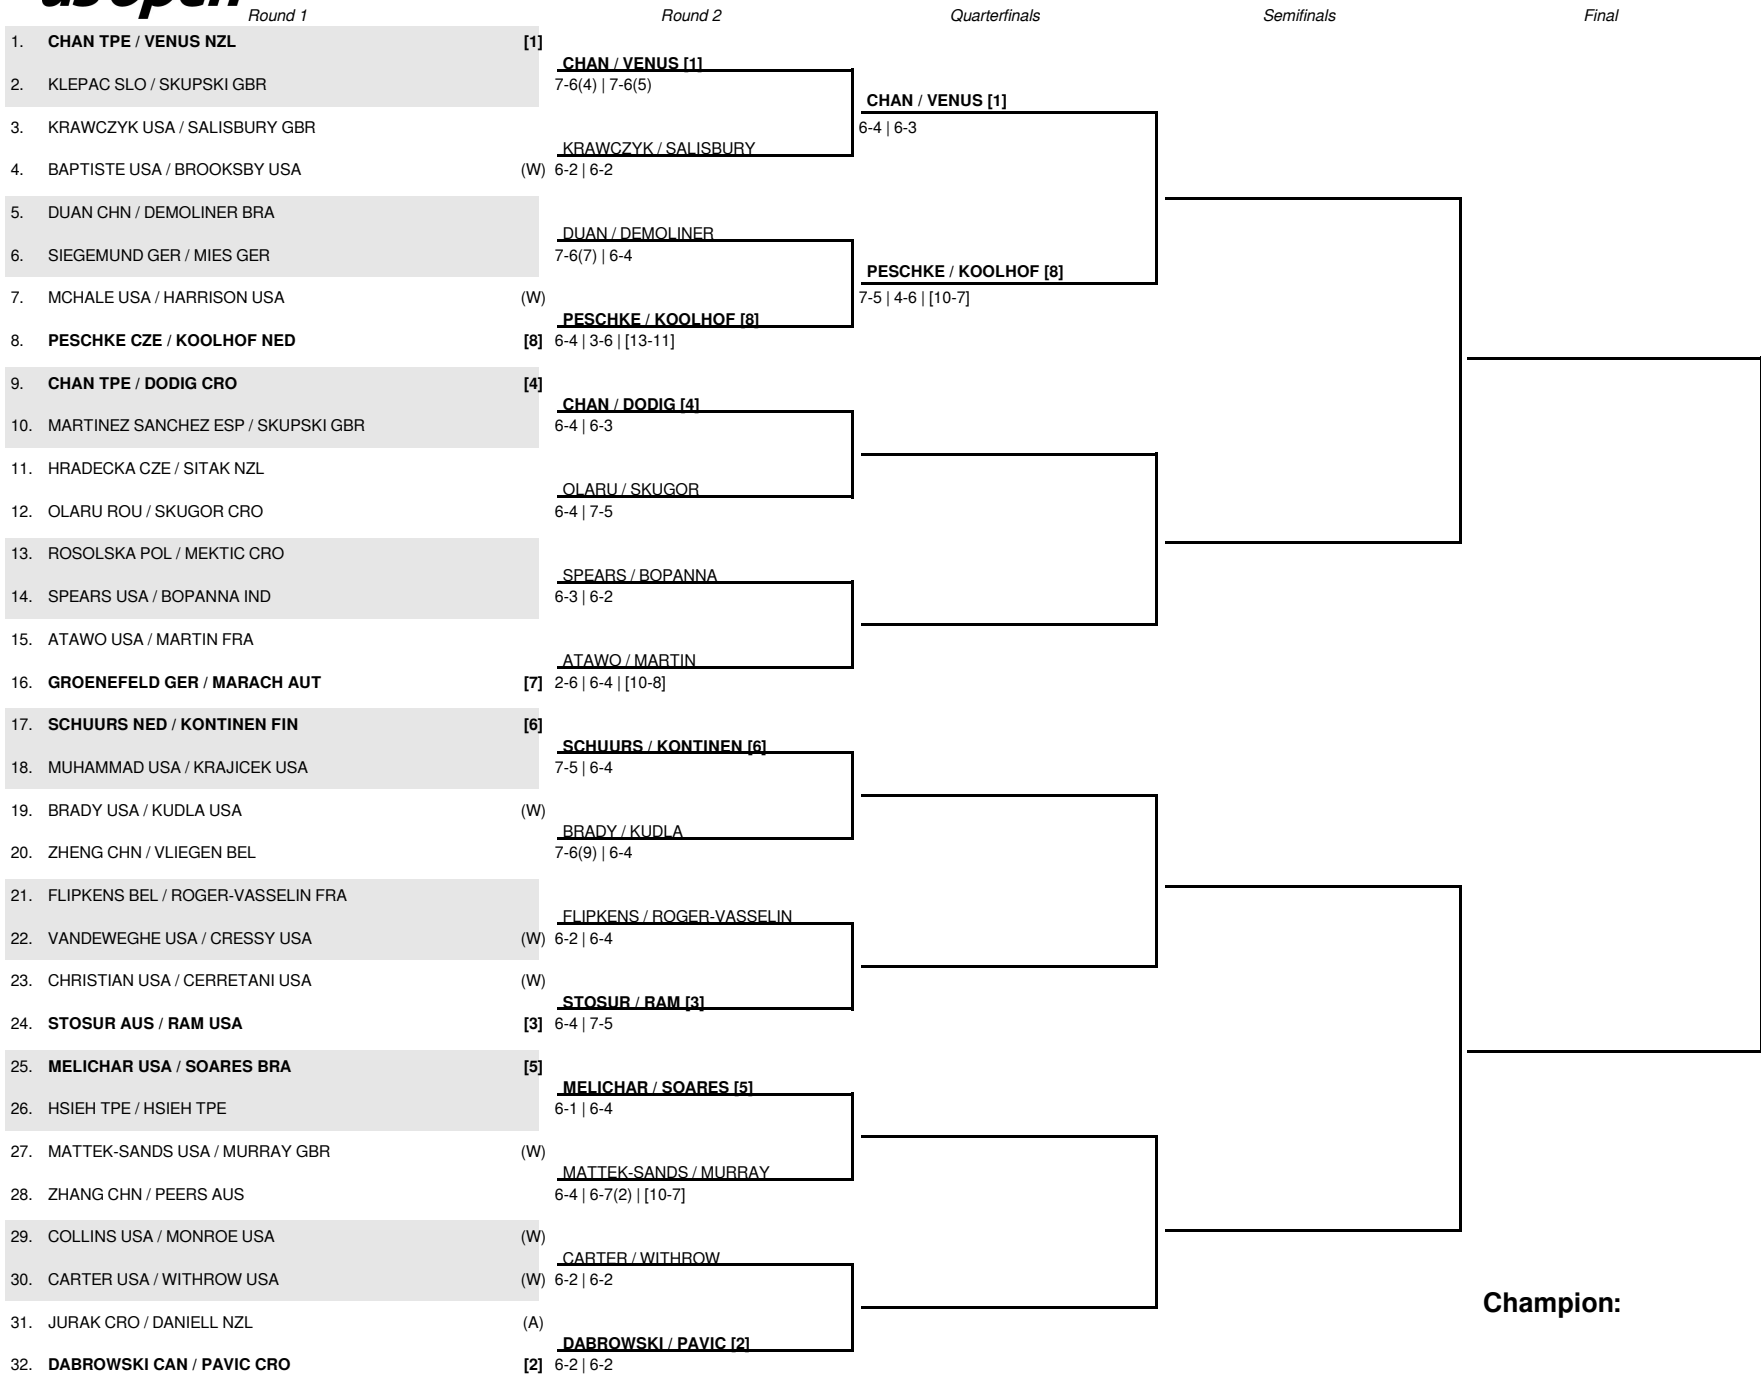 us open
Round 1 Round 2 Quarterfinals Semifinals Final
1. CHAN TPE / VENUS NZL [1]
CHAN / VENUS [1]
2. KLEPAC SLO / SKUPSKI GBR 7-6(4) | 7-6(5)
CHAN / VENUS [1]
3. KRAWCZYK USA / SALISBURY GBR 6-4 | 6-3
KRAWCZYK / SALISBURY
4. BAPTISTE USA / BROOKSBY USA (W) 6-2 | 6-2
5. DUAN CHN / DEMOLINER BRA
DUAN / DEMOLINER
6. SIEGEMUND GER / MIES GER 7-6(7) | 6-4
PESCHKE / KOOLHOF [8]
7. MCHALE USA / HARRISON USA (W) 7-5 | 4-6 | [10-7]
PESCHKE / KOOLHOF [8]
8. PESCHKE CZE / KOOLHOF NED [8] 6-4 | 3-6 | [13-11]
9. CHAN TPE / DODIG CRO [4]
CHAN / DODIG [4]
10. MARTINEZ SANCHEZ ESP / SKUPSKI GBR 6-4 | 6-3
11. HRADECKA CZE / SITAK NZL
OLARU / SKUGOR
12. OLARU ROU / SKUGOR CRO 6-4 | 7-5
13. ROSOLSKA POL / MEKTIC CRO
SPEARS / BOPANNA
14. SPEARS USA / BOPANNA IND 6-3 | 6-2
15. ATAWO USA / MARTIN FRA
ATAWO / MARTIN
16. GROENEFELD GER / MARACH AUT [7] 2-6 | 6-4 | [10-8]
17. SCHUURS NED / KONTINEN FIN [6]
SCHUURS / KONTINEN [6]
18. MUHAMMAD USA / KRAJICEK USA 7-5 | 6-4
19. BRADY USA / KUDLA USA (W)
BRADY / KUDLA
20. ZHENG CHN / VLIEGEN BEL 7-6(9) | 6-4
21. FLIPKENS BEL / ROGER-VASSELIN FRA
FLIPKENS / ROGER-VASSELIN
22. VANDEWEGHE USA / CRESSY USA (W) 6-2 | 6-4
23. CHRISTIAN USA / CERRETANI USA (W)
STOSUR / RAM [3]
24. STOSUR AUS / RAM USA [3] 6-4 | 7-5
25. MELICHAR USA / SOARES BRA [5]
MELICHAR / SOARES [5]
26. HSIEH TPE / HSIEH TPE 6-1 | 6-4
27. MATTEK-SANDS USA / MURRAY GBR (W)
MATTEK-SANDS / MURRAY
28. ZHANG CHN / PEERS AUS 6-4 | 6-7(2) | [10-7]
29. COLLINS USA / MONROE USA (W)
CARTER / WITHROW
30. CARTER USA / WITHROW USA (W) 6-2 | 6-2
Champion:
31. JURAK CRO / DANIELL NZL (A)
DABROWSKI / PAVIC [2]
32. DABROWSKI CAN / PAVIC CRO [2] 6-2 | 6-2